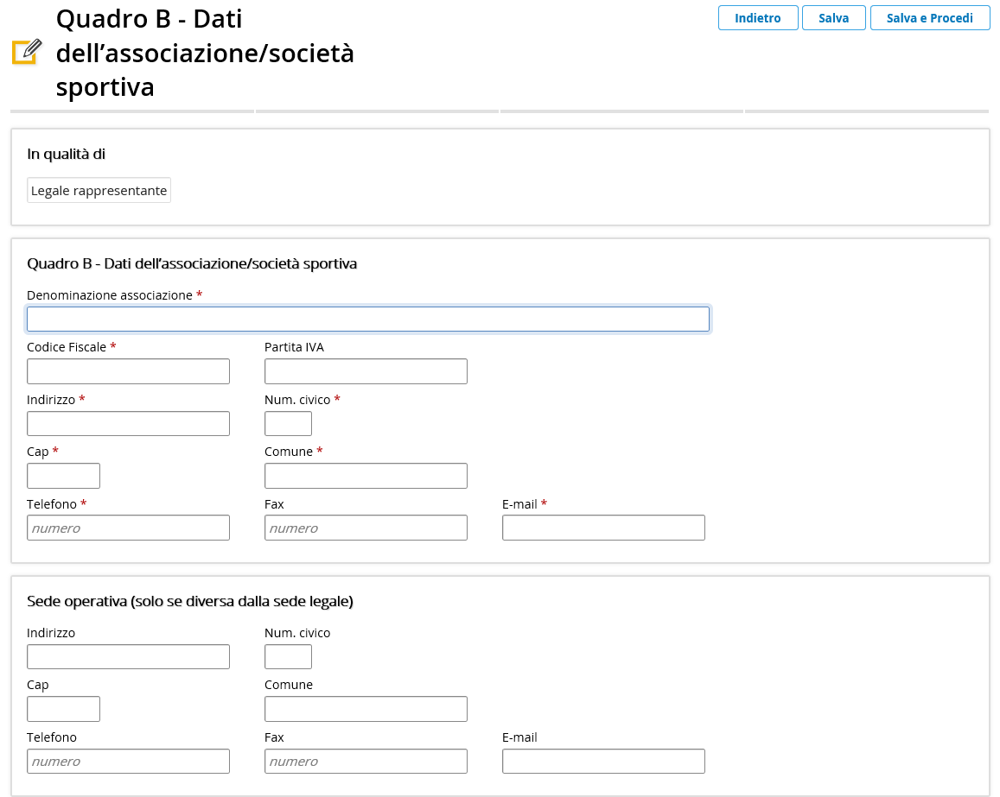 Quadro B - Dati
dell’associazione/società
sportiva
Indietro
Salva
Salva e Procedi
In qualità di
Legale rappresentante
Quadro B - Dati dell’associazione/società sportiva
Denominazione associazione *
Codice Fiscale * Partita IVA
Indirizzo * Num. civico *
Cap * Comune *
Telefono * Fax E-mail *
numero numero
Sede operativa (solo se diversa dalla sede legale)
Indirizzo Num. civico
Cap Comune
Telefono Fax E-mail
numero numero